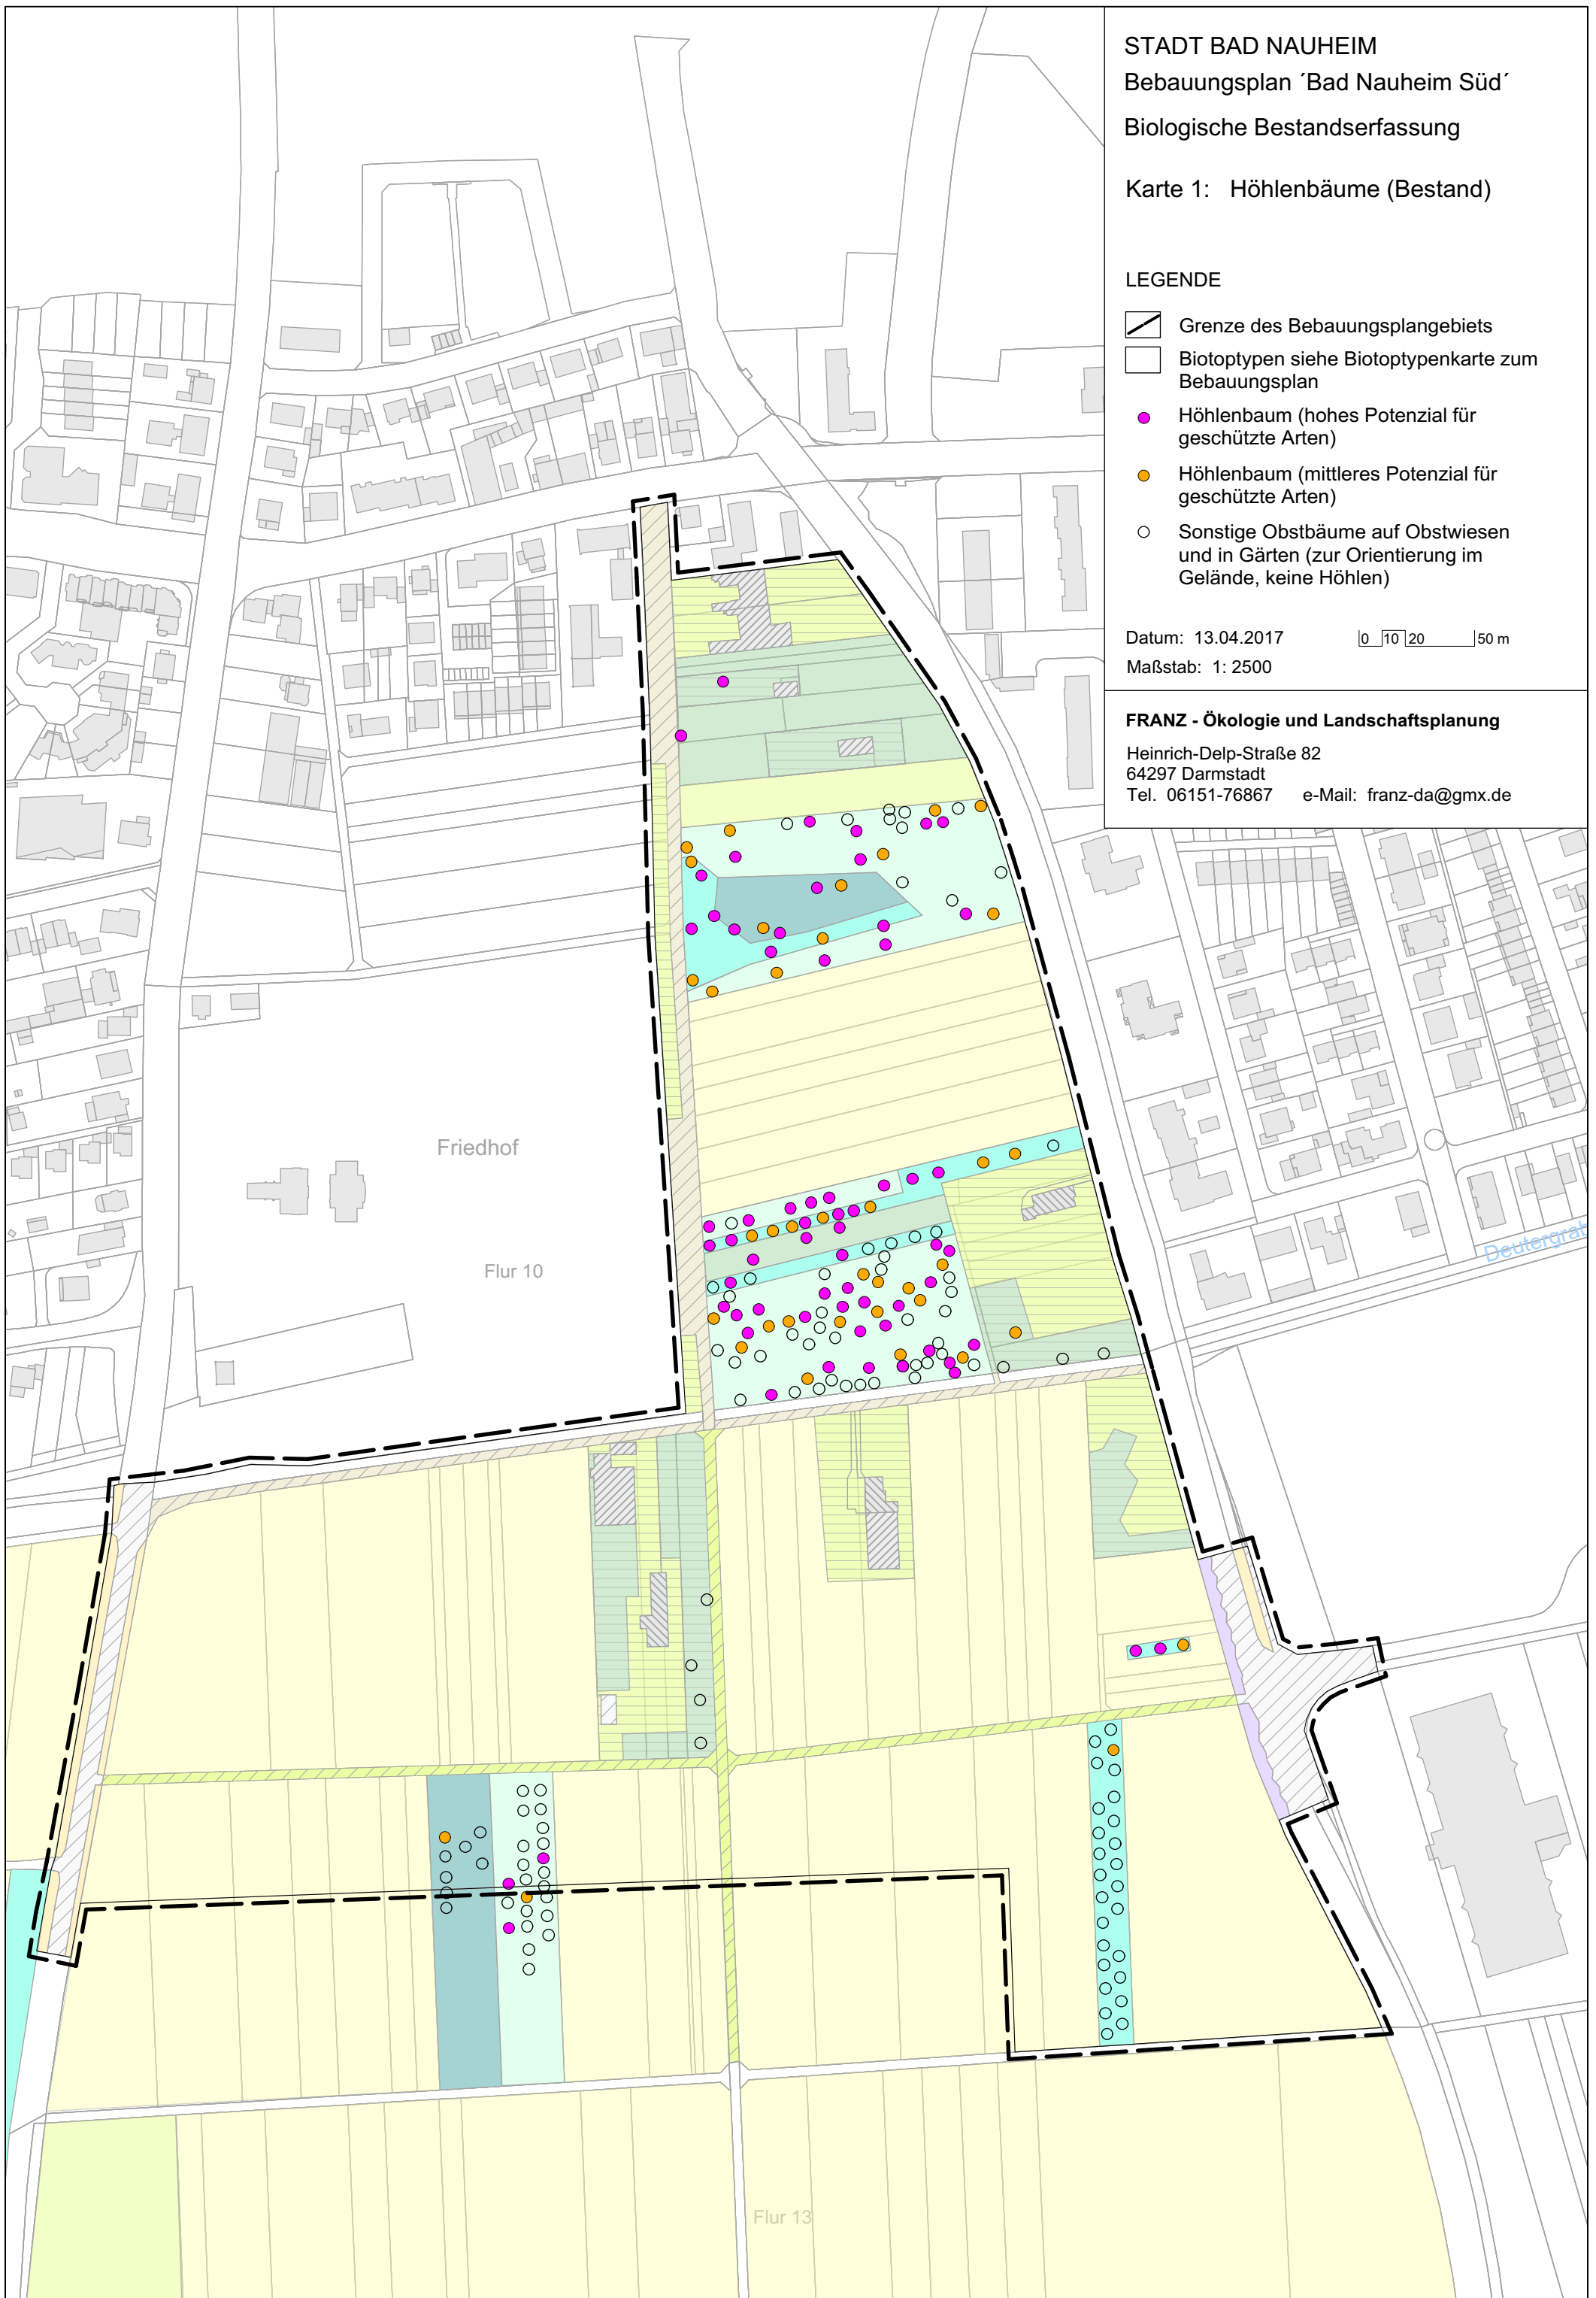 STADT BAD NAUHEIM
Bebauungsplan ´Bad Nauheim Süd´
Biologische Bestandserfassung
Karte 1: Höhlenbäume (Bestand)
LEGENDE
Grenze des Bebauungsplangebiets
Biotoptypen siehe Biotoptypenkarte zum
Bebauungsplan
Höhlenbaum (hohes Potenzial für
geschützte Arten)
Höhlenbaum (mittleres Potenzial für
geschützte Arten)
Sonstige Obstbäume auf Obstwiesen
und in Gärten (zur Orientierung im
Gelände, keine Höhlen)
Datum: 13.04.2017
0 10 20 50 m
Maßstab: 1: 2500
FRANZ - Ökologie und Landschaftsplanung
Heinrich-Delp-Straße 82
64297 Darmstadt
Tel. 06151-76867 e-Mail: franz-da@gmx.de
Friedhof
Deutergrab
Flur 10
Flur 13